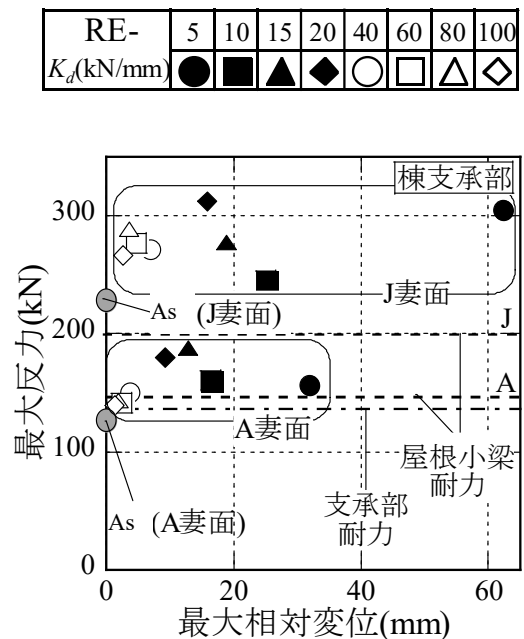 RE- 5 10 15 20 40 60 80 100
Kd(kN/mm)
300
200
100
0
最大反力(kN)
棟支承部
J妻面
As (J妻面)
J
A
A妻面
屋根小梁
耐力
支承部
耐力
As (A妻面)
0 20 40 60
最大相対変位(mm)